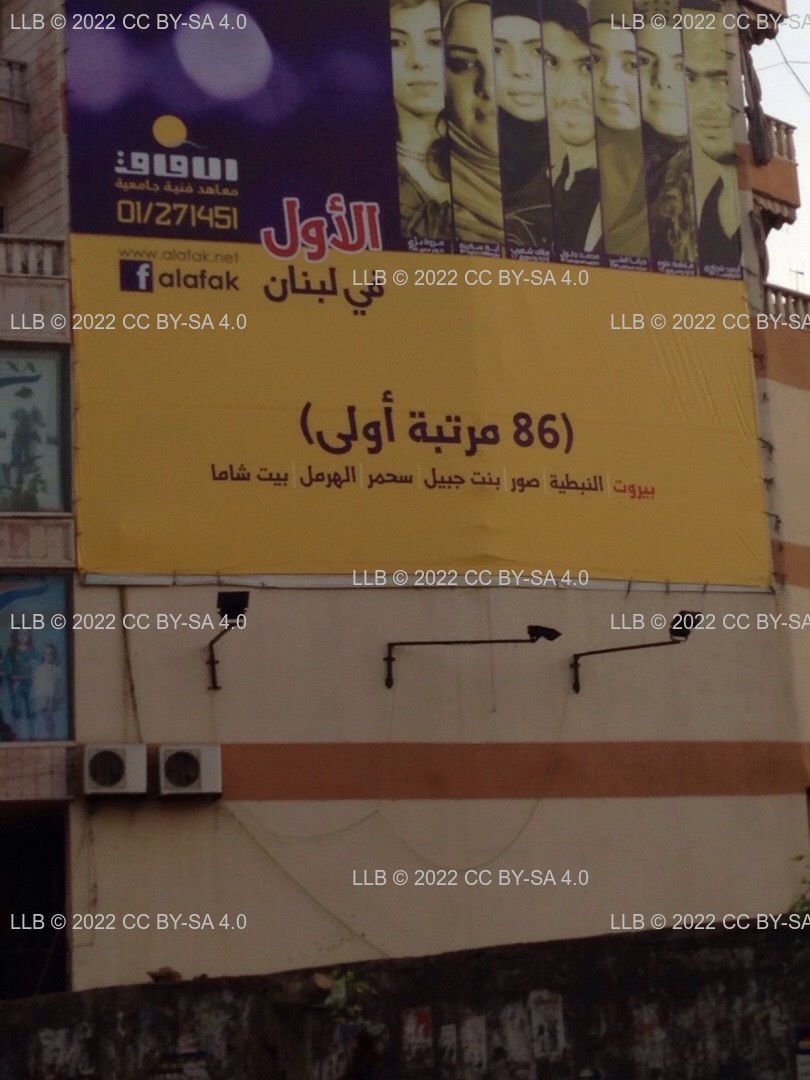 الآفاق
معاهد فنية جامعية
01/271451
www.alafak.net
f alafak
الأول
في لبنان
(86 مرتبة أولى)
بيروت | النبطية | صور | بنت جبيل | سحمر | الهرمل | بيت شاما
LLB © 2022 CC BY-SA 4.0